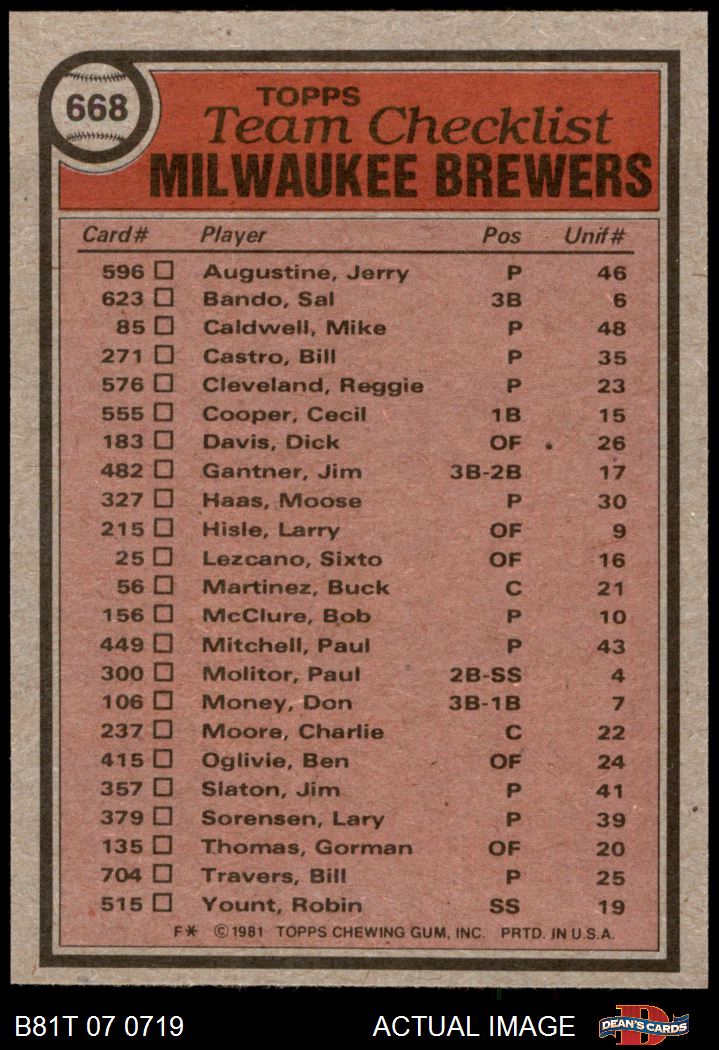 668
TOPPS
Team Checklist
MILWAUKEE BREWERS
Card# Player Pos Unif#
596 Augustine, Jerry P 46
623 Bando, Sal 3B 6
85 Caldwell, Mike P 48
271 Castro, Bill P 35
576 Cleveland, Reggie P 23
555 Cooper, Cecil 1B 15
183 Davis, Dick OF 26
482 Gantner, Jim 3B-2B 17
327 Haas, Moose P 30
215 Hisle, Larry OF 9
25 Lezcano, Sixto OF 16
56 Martinez, Buck C 21
156 McClure, Bob P 10
449 Mitchell, Paul P 43
300 Molitor, Paul 2B-SS 4
106 Money, Don 3B-1B 7
237 Moore, Charlie C 22
415 Oglivie, Ben OF 24
357 Slaton, Jim P 41
379 Sorensen, Lary P 39
135 Thomas, Gorman OF 20
704 Travers, Bill P 25
515 Yount, Robin SS 19
F* ©1981 TOPPS CHEWING GUM, INC. PRTD. IN U.S.A.
B81T 07 0719 ACTUAL IMAGE D DEAN'S CARDS